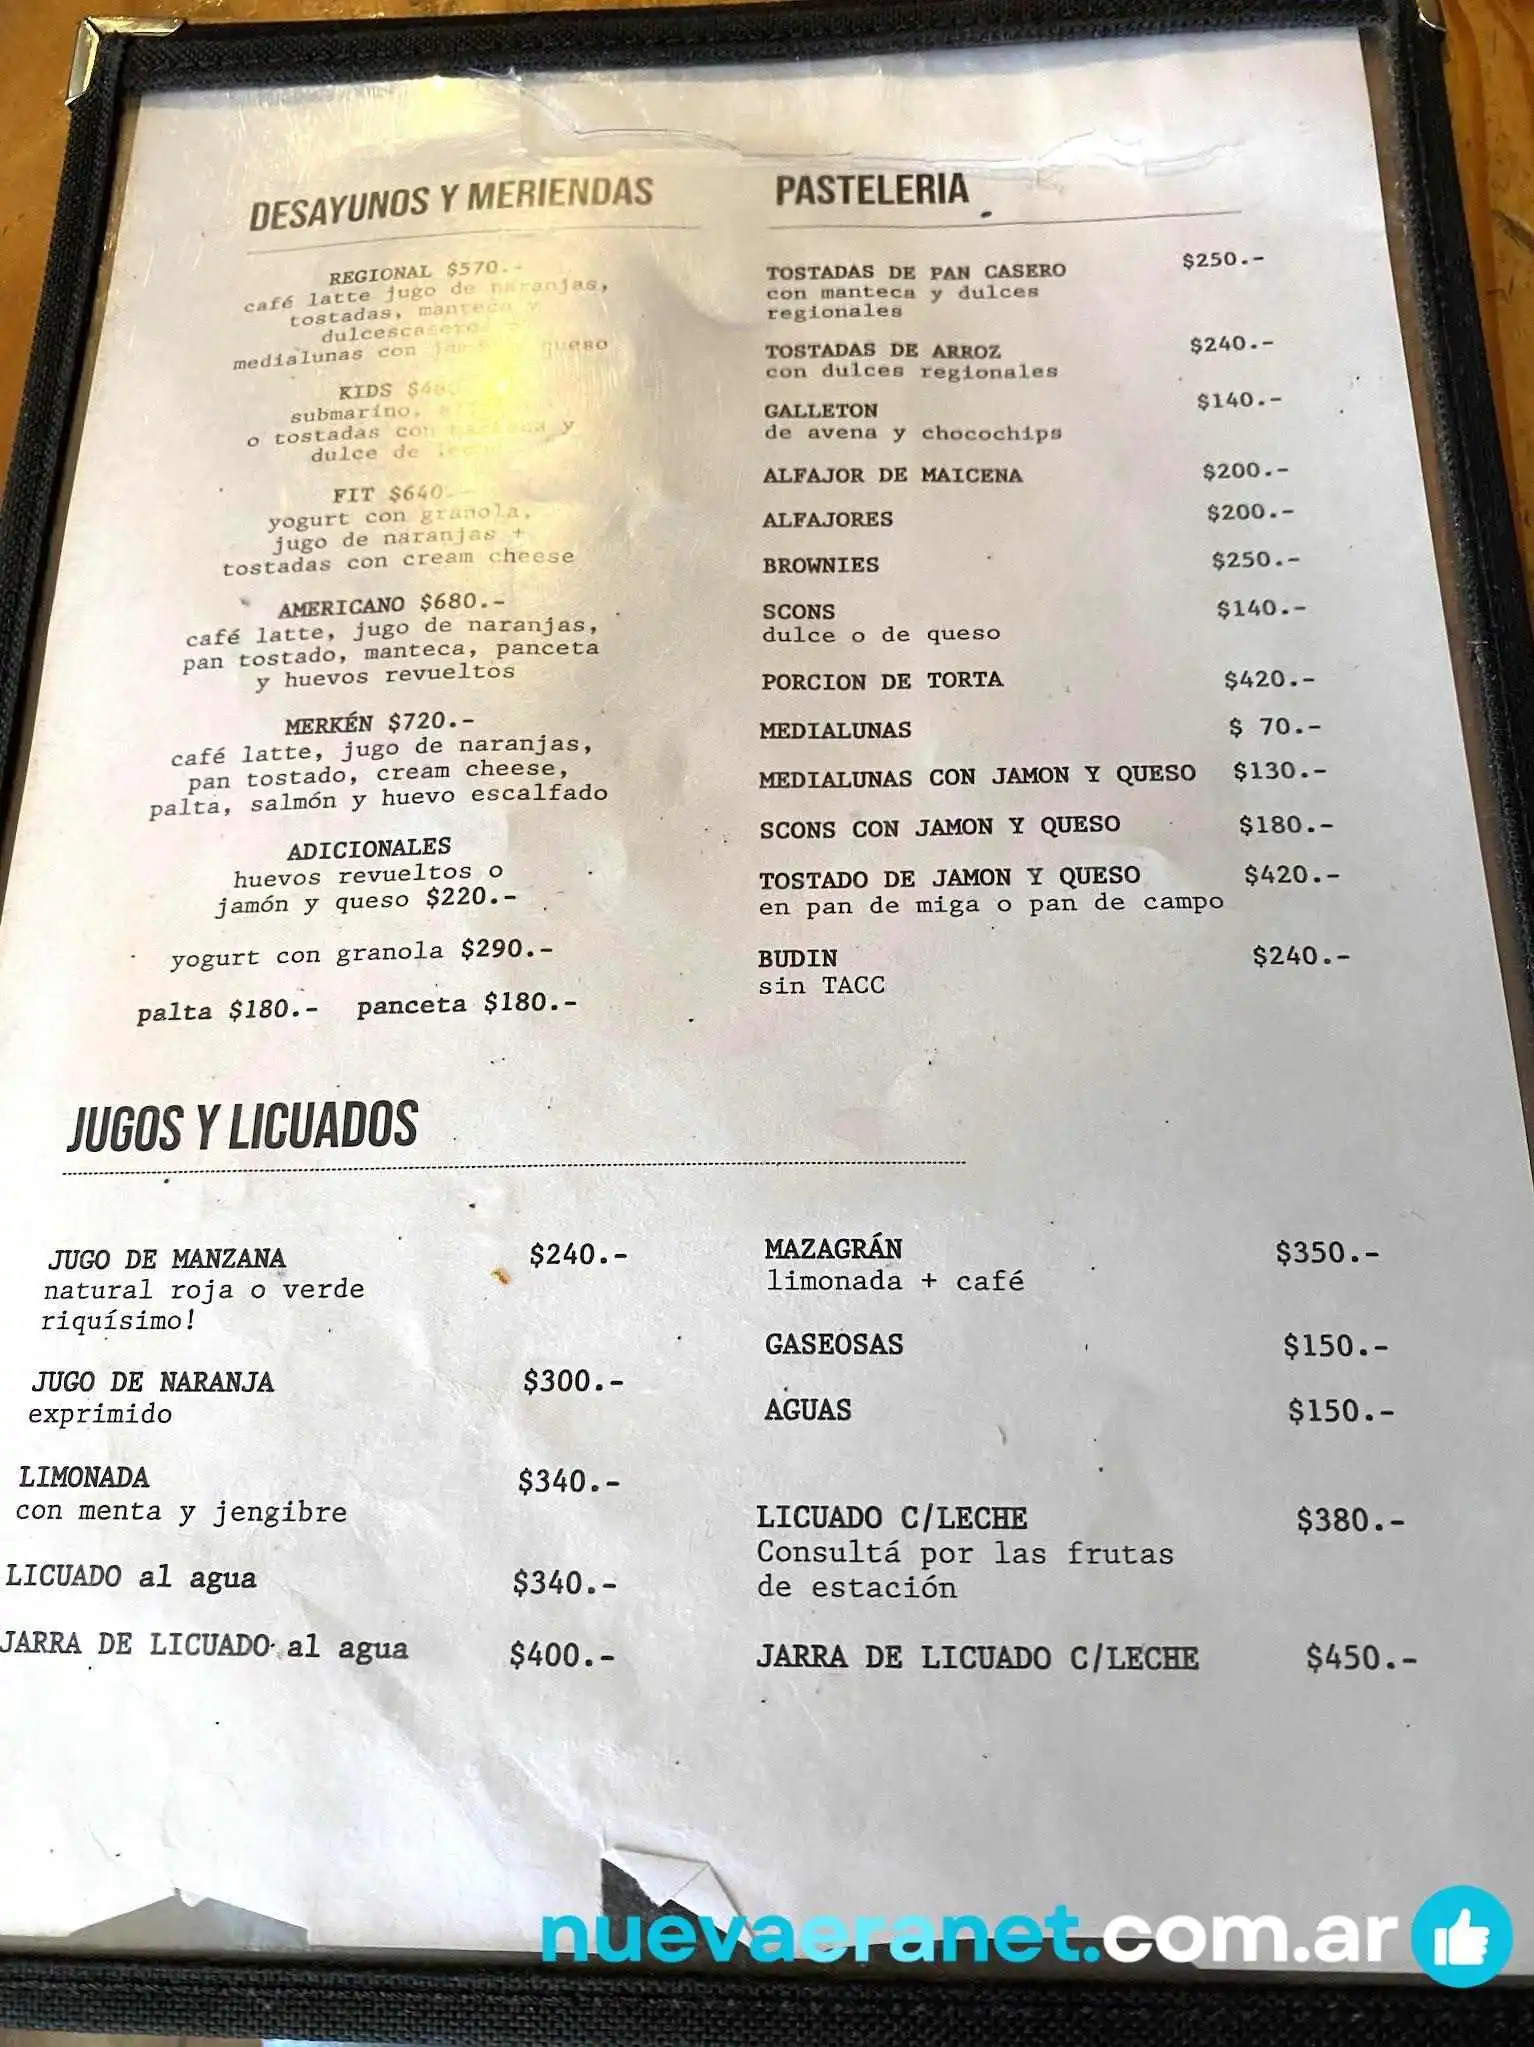 DESAYUNOS Y MERIENDAS
REGIONAL $570.-
café latte jugo de naranjas,
tostadas, manteca y
dulcescaseros
medialunas con queso
KIDS
submarino,
o tostadas con manteca y
dulce de
FIT $640.-
yogurt con granola,
jugo de naranjas +
tostadas con cream cheese
AMERICANO $680.-
café latte, jugo de naranjas,
pan tostado, manteca, panceta
y huevos revueltos
MERKÉN $720.-
café latte, jugo de naranjas,
pan tostado, cream cheese,
palta, salmón y huevo escalfado
ADICIONALES
huevos revueltos o
jamón y queso $220.-
yogurt con granola $290.-
palta $180.- panceta $180.-
PASTELERIA
TOSTADAS DE PAN CASERO $250.-
con manteca y dulces
regionales
TOSTADAS DE ARROZ $240.-
con dulces regionales
GALLETON $140.-
de avena y chocochips
ALFAJOR DE MAICENA $200.-
ALFAJORES $200.-
BROWNIES $250.-
SCONS $140.-
dulce o de queso
PORCION DE TORTA $420.-
MEDIALUNAS $ 70.-
MEDIALUNAS CON JAMON Y QUESO $130.-
SCONS CON JAMON Y QUESO $180.-
TOSTADO DE JAMON Y QUESO $420.-
en pan de miga o pan de campo
BUDIN $240.-
sin TACC
JUGOS Y LICUADOS
JUGO DE MANZANA $240.-
natural roja o verde
riquísimo!
JUGO DE NARANJA $300.-
exprimido
LIMONADA $340.-
con menta y jengibre
LICUADO al agua $340.-
JARRA DE LICUADO al agua $400.-
MAZAGRÁN $350.-
limonada + café
GASEOSAS $150.-
AGUAS $150.-
LICUADO C/LECHE $380.-
Consultá por las frutas
de estación
JARRA DE LICUADO C/LECHE $450.-
nuevaeranet.com.ar